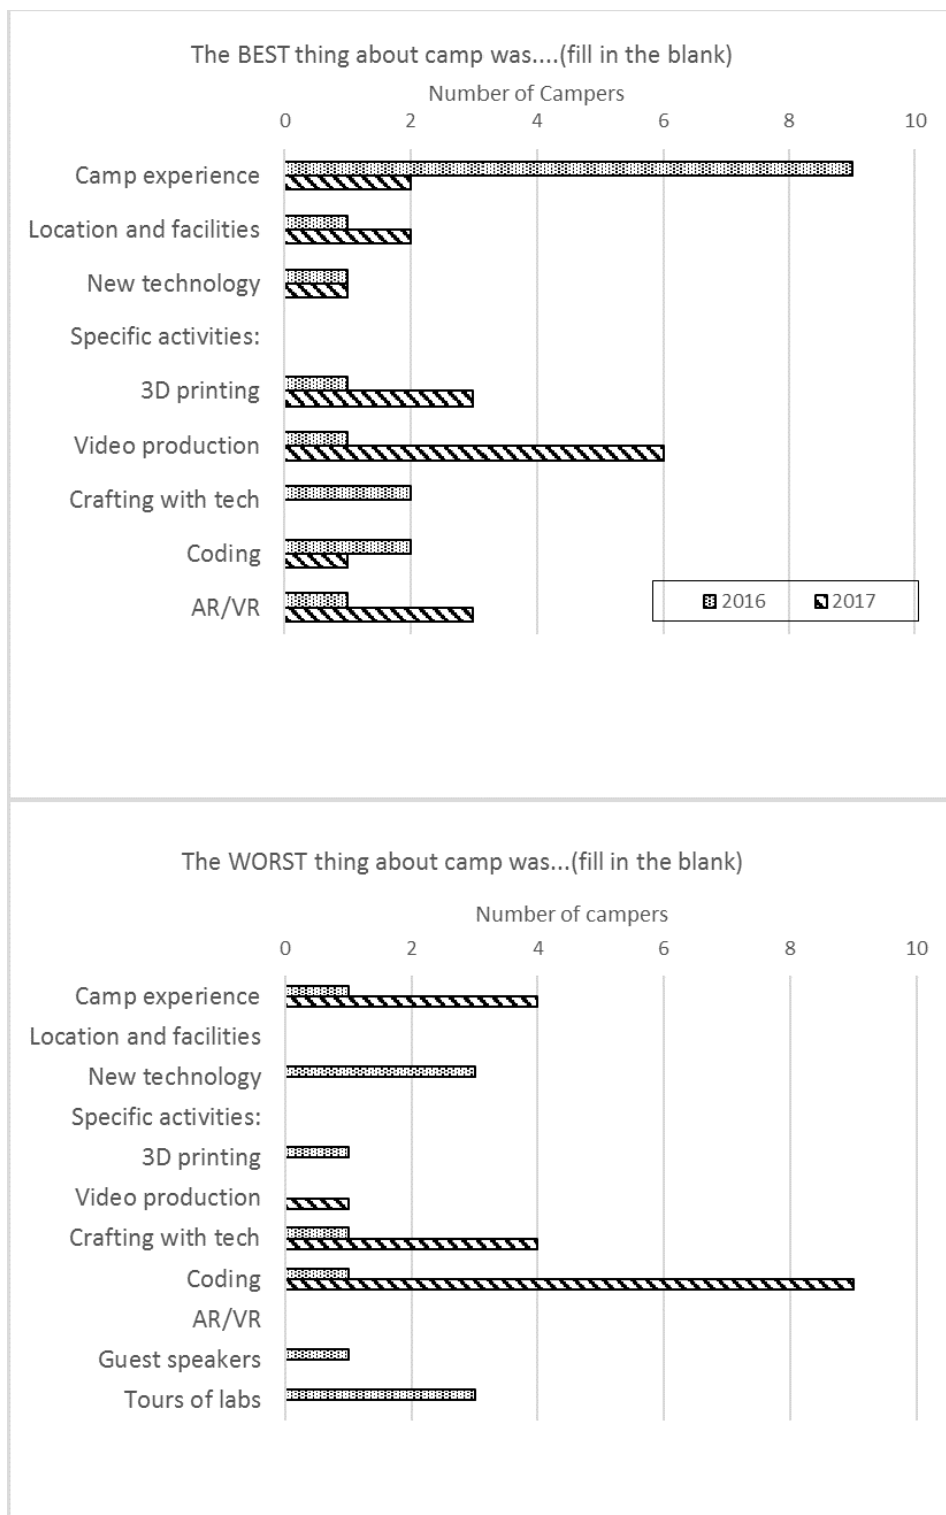 The BEST thing about camp was....(fill in the blank)
Number of Campers
0 2 4 6 8 10
Camp experience
Location and facilities
New technology
Specific activities:
3D printing
Video production
Crafting with tech
Coding
AR/VR
2016 2017
The WORST thing about camp was...(fill in the blank)
Number of campers
0 2 4 6 8 10
Camp experience
Location and facilities
New technology
Specific activities:
3D printing
Video production
Crafting with tech
Coding
AR/VR
Guest speakers
Tours of labs